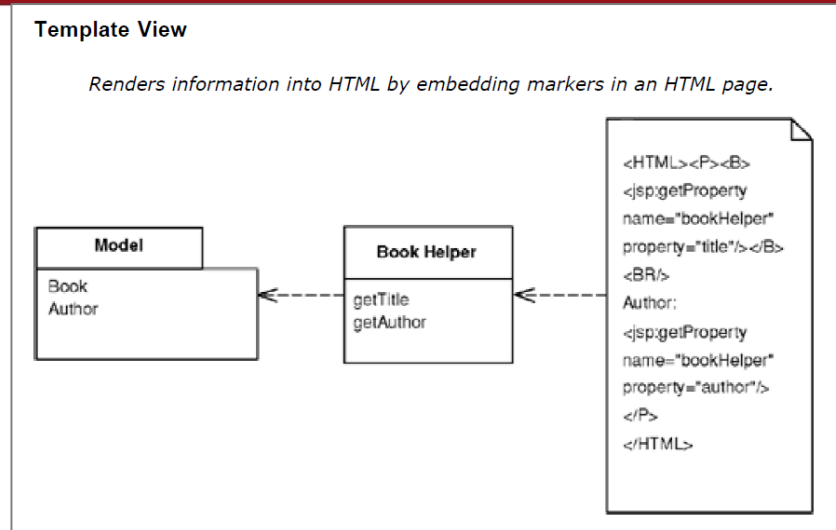 Template View
Renders information into HTML by embedding markers in an HTML page.
Model
Book
Author
Book Helper
getTitle
getAuthor
<HTML><P><B>
<jsp:getProperty
name="bookHelper"
property="title"/></B>
<BR/>
Author:
<jsp:getProperty
name="bookHelper"
property="author"/>
</P>
</HTML>